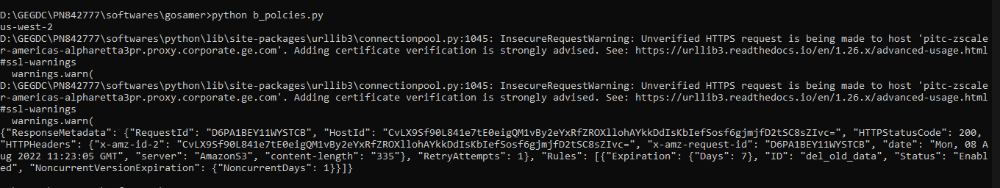 D:\GEGDC\PN842777\softwares\gosamer>python b_polcies.py
us-west-2
D:\GEGDC\PN842777\softwares\python\lib\site-packages\urllib3\connectionpool.py:1045: InsecureRequestWarning: Unverified HTTPS request is being made to host 'pitc-zscale
r-americas-alpharetta3pr.proxy.corporate.ge.com'. Adding certificate verification is strongly advised. See: https://urllib3.readthedocs.io/en/1.26.x/advanced-usage.html
#ssl-warnings
  warnings.warn(
D:\GEGDC\PN842777\softwares\python\lib\site-packages\urllib3\connectionpool.py:1045: InsecureRequestWarning: Unverified HTTPS request is being made to host 'pitc-zscale
r-americas-alpharetta3pr.proxy.corporate.ge.com'. Adding certificate verification is strongly advised. See: https://urllib3.readthedocs.io/en/1.26.x/advanced-usage.html
#ssl-warnings
  warnings.warn(
{"ResponseMetadata": {"RequestId": "D6PA1BEY11WYSTCB", "HostId": "CvLX9Sf90L841e7tE0eigQM1vBy2eYxRfZROXllohAYkkDdIsKbIefSosf6gjmjfD2tSC8sZIvc=", "HTTPStatusCode": 200,
"HTTPHeaders": {"x-amz-id-2": "CvLX9Sf90L841e7tE0eigQM1vBy2eYxRfZROXllohAYkkDdIsKbIefSosf6gjmjfD2tSC8sZIvc=", "x-amz-request-id": "D6PA1BEY11WYSTCB", "date": "Mon, 08 A
ug 2022 11:23:05 GMT", "server": "AmazonS3", "content-length": "335"}, "RetryAttempts": 1}, "Rules": [{"Expiration": {"Days": 7}, "ID": "del_old_data", "Status": "Enabl
ed", "NoncurrentVersionExpiration": {"NoncurrentDays": 1}}]}